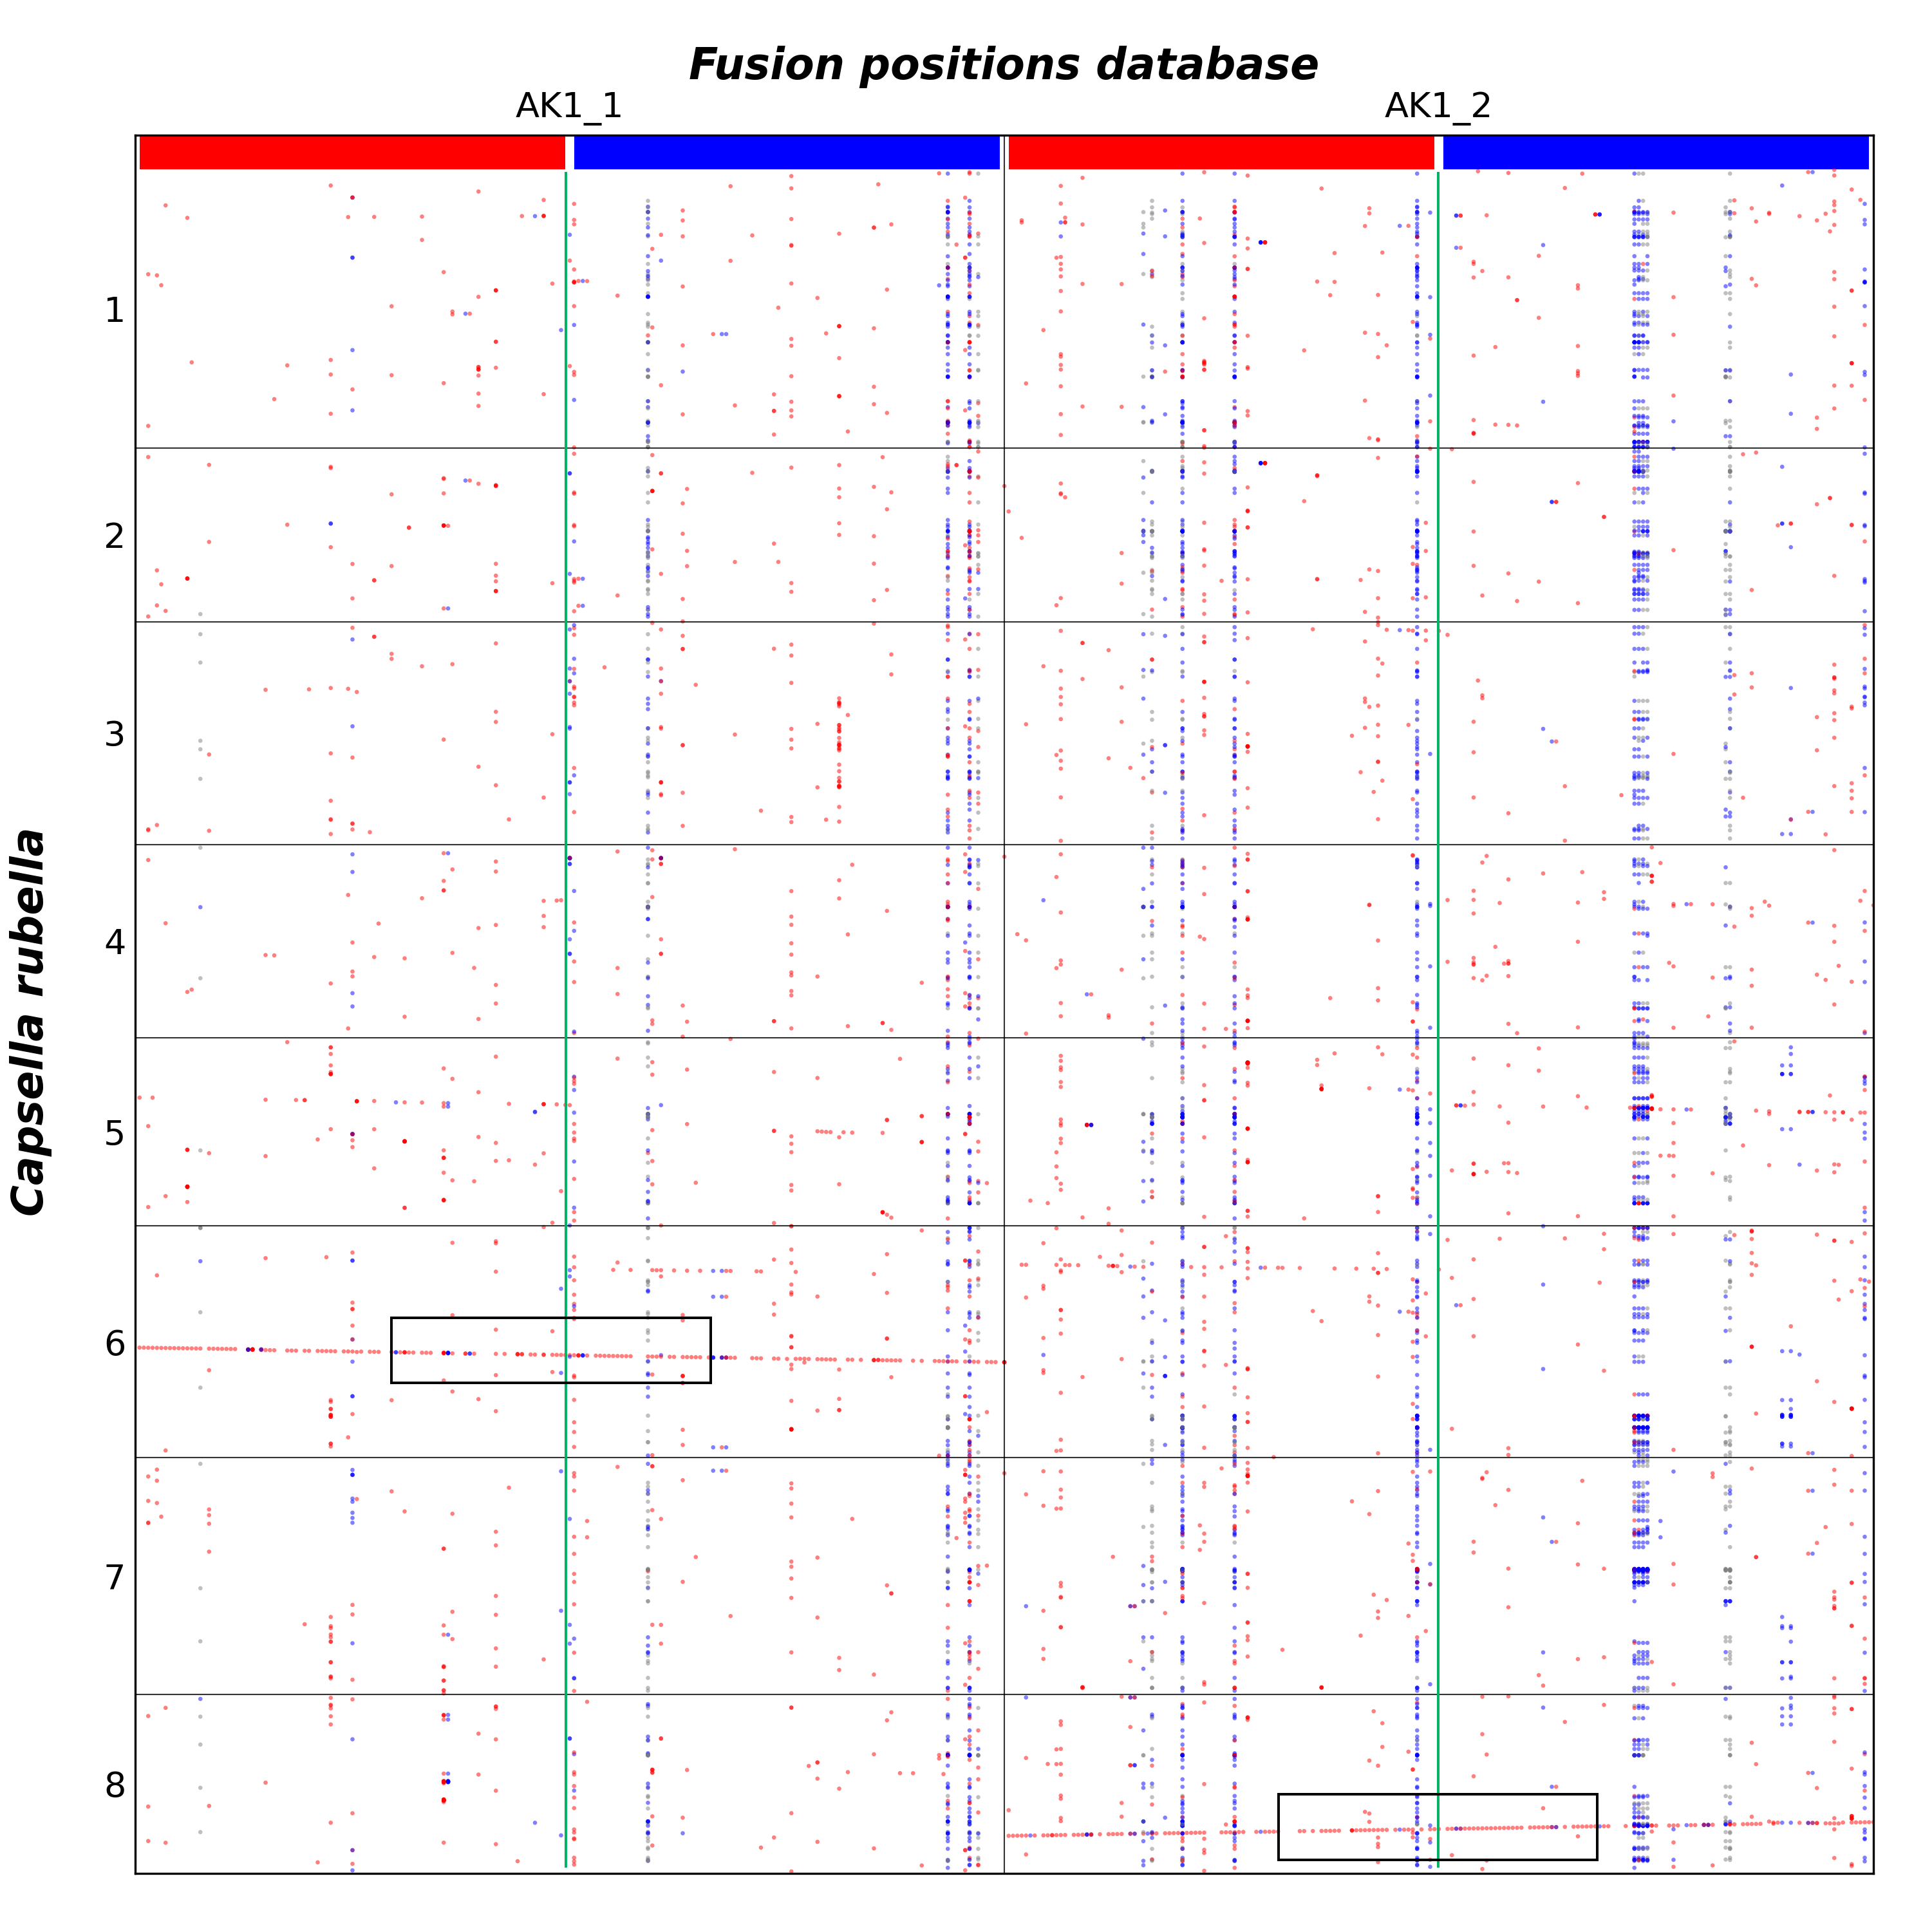 Fusion positions database
AK1_1 AK1_2
Capsella rubella
1
2
3
4
5
6
7
8